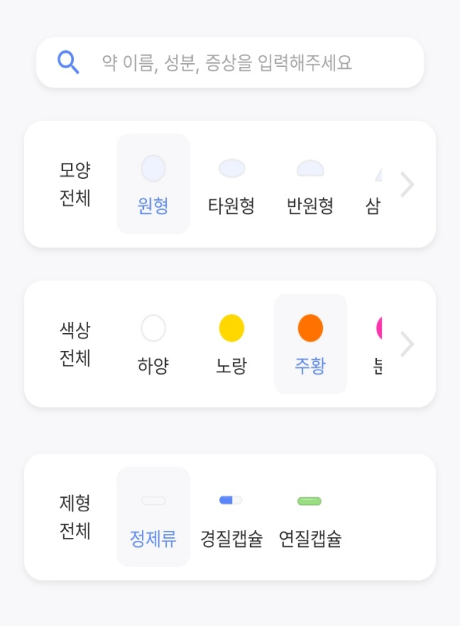 약 이름, 성분, 증상을 입력해주세요
모양
전체
원형
타원형
반원형
삼
색상
전체
하양
노랑
주황
제형
전체
정제류
경질캡슐
연질캡슐